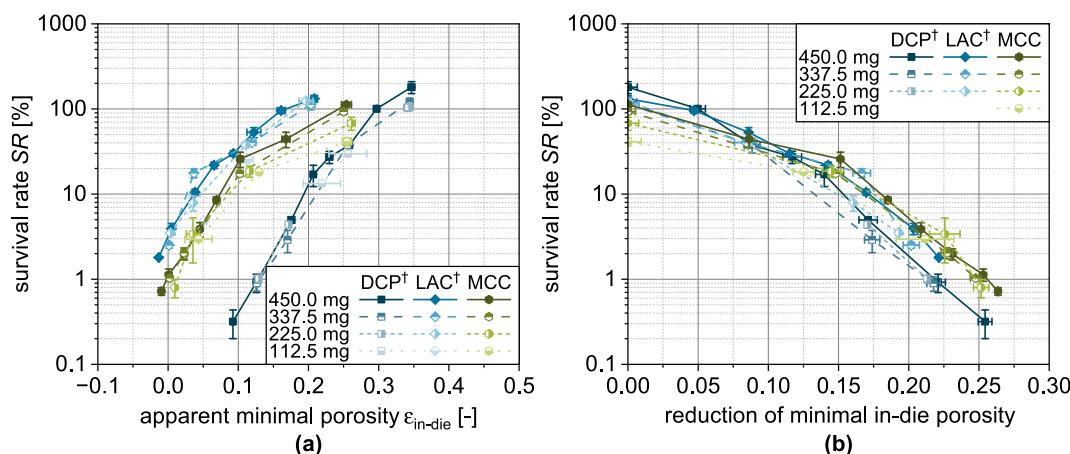 1000
100
10
1
0.1
survival rate SR [%]
−0.1 0.0 0.1 0.2 0.3 0.4 0.5
apparent minimal porosity εin-die [-]
DCP† LAC† MCC
450.0 mg
337.5 mg
225.0 mg
112.5 mg
(a)
1000
100
10
1
0.1
survival rate SR [%]
0.00 0.05 0.10 0.15 0.20 0.25 0.30
reduction of minimal in-die porosity
DCP† LAC† MCC
450.0 mg
337.5 mg
225.0 mg
112.5 mg
(b)